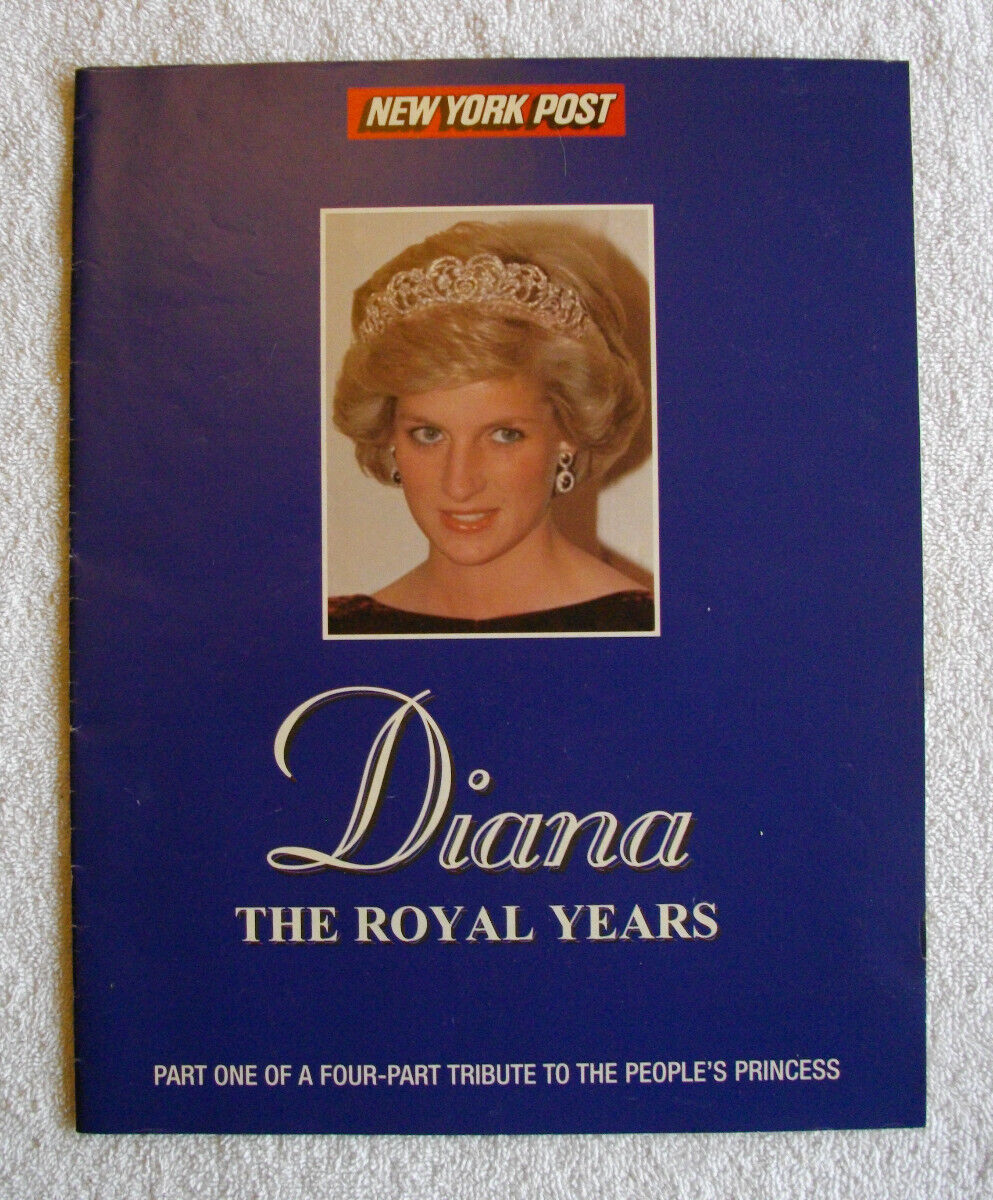 NEW YORK POST
Diana
THE ROYAL YEARS
PART ONE OF A FOUR-PART TRIBUTE TO THE PEOPLE'S PRINCESS